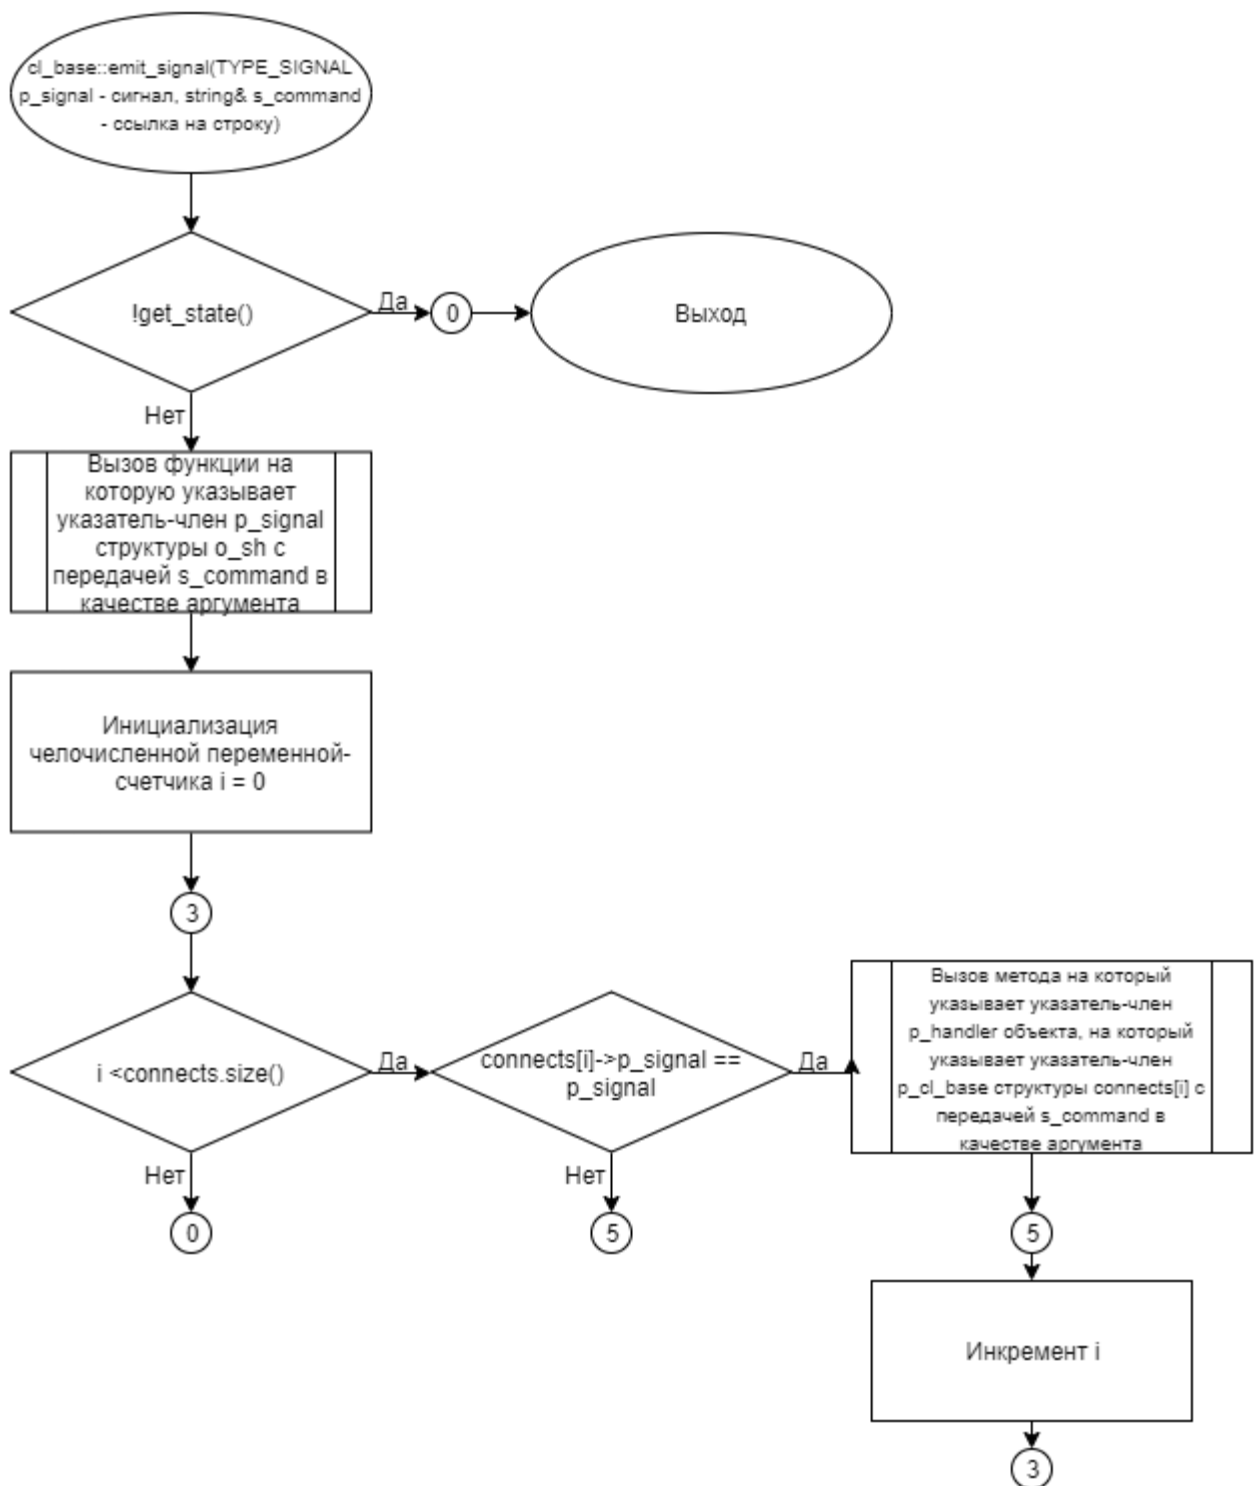 cl_base::emit_signal(TYPE_SIGNAL
p_signal - сигнал, string& s_command
- ссылка на строку)
!get_state()
Да
0
Выход
Нет
Вызов функции на
которую указывает
указатель-член p_signal
структуры o_sh с
передачей s_command в
качестве аргумента
Инициализация
челочисленной переменной-
счетчика i = 0
3
i <connects.size()
Да
connects[i]->p_signal ==
p_signal
Да
Вызов метода на который
указывает указатель-член
p_handler объекта, на который
указывает указатель-член
p_cl_base структуры connects[i] с
передачей s_command в
качестве аргумента
Нет
0
Нет
5
5
Инкремент i
3